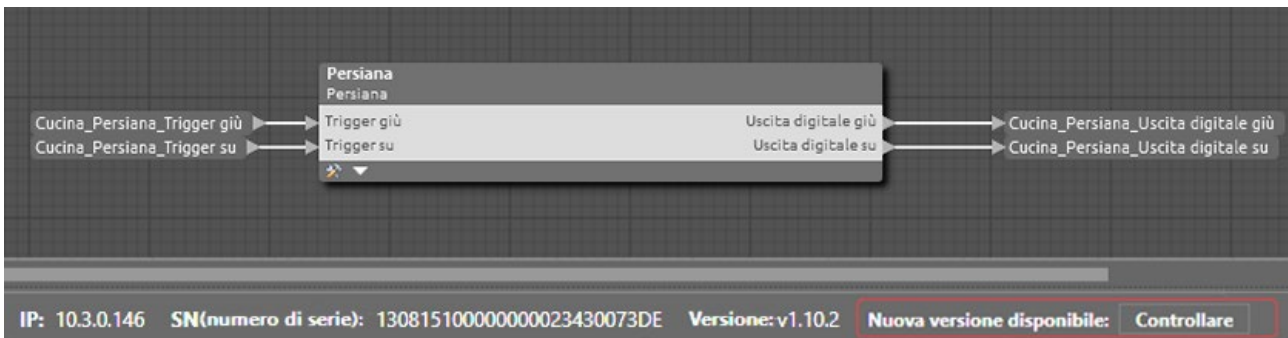 Persiana
Persiana
Cucina_Persiana_Trigger giù Trigger giù Uscita digitale giù Cucina_Persiana_Uscita digitale giù
Cucina_Persiana_Trigger su Trigger su Uscita digitale su Cucina_Persiana_Uscita digitale su
IP: 10.3.0.146 SN(numero di serie): 130815100000000023430073DE Versione: v1.10.2 Nuova versione disponibile: Controllare